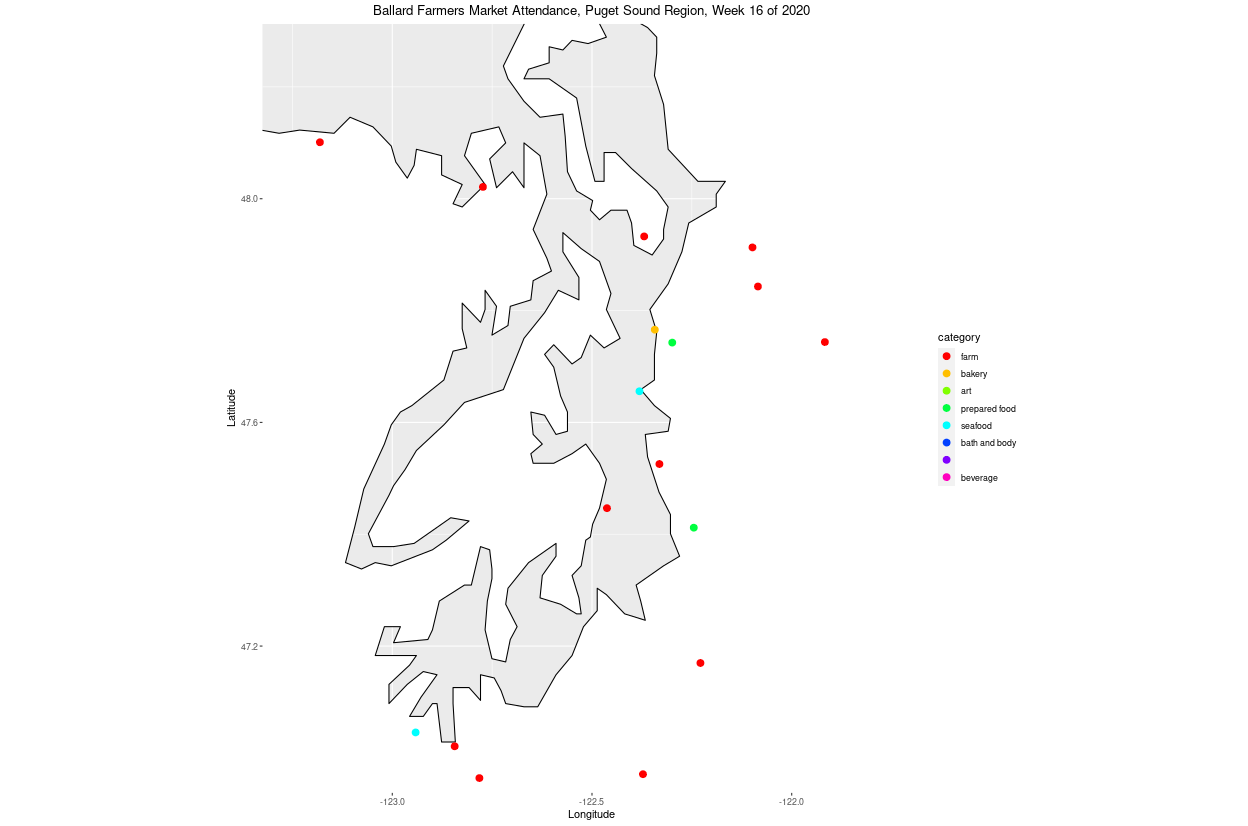 Ballard Farmers Market Attendance, Puget Sound Region, Week 16 of 2020
48.0
47.6
47.2
Latitude
-123.0
-122.5
-122.0
Longitude
category
farm
bakery
art
prepared food
seafood
bath and body
beverage